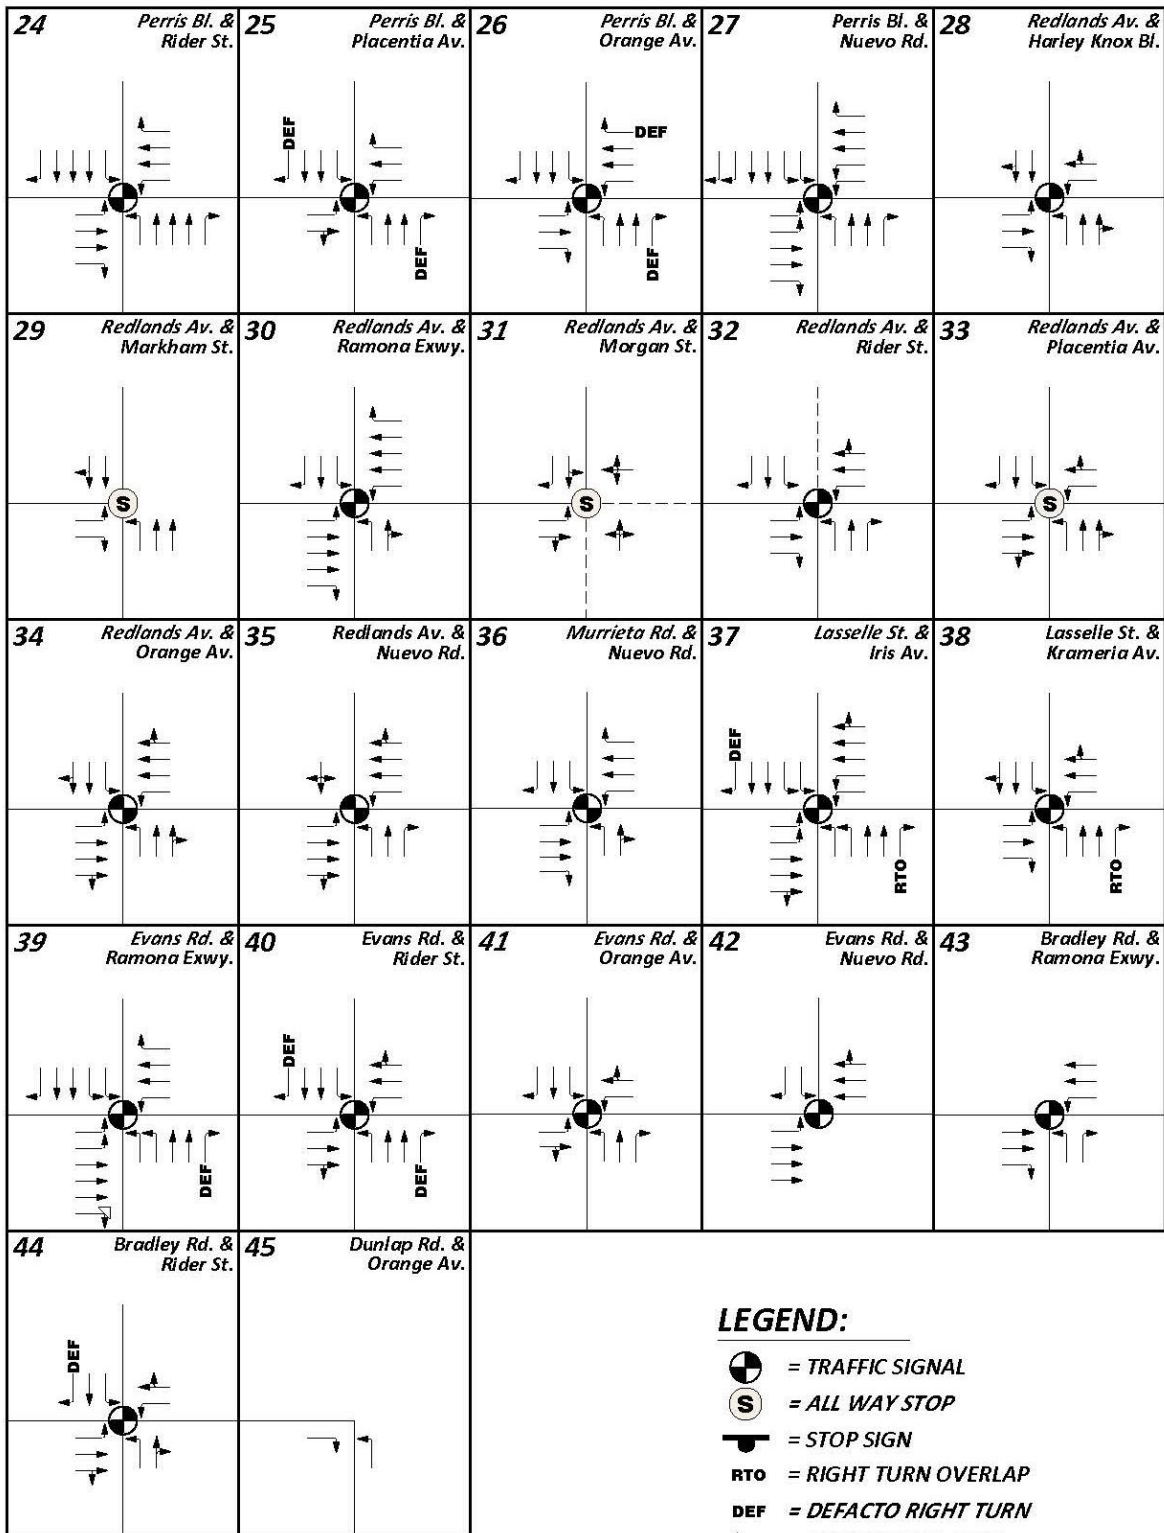 24
Perris Bl. &
Rider St.
25
Perris Bl. &
Placentia Av.
DEF
DEF
26
Perris Bl. &
Orange Av.
DEF
DEF
27
Perris Bl. &
Nuevo Rd.
28
Redlands Av. &
Harley Knox Bl.
29
Redlands Av. &
Markham St.
S
30
Redlands Av. &
Ramona Exwy.
31
Redlands Av. &
Morgan St.
S
32
Redlands Av. &
Rider St.
33
Redlands Av. &
Placentia Av.
S
34
Redlands Av. &
Orange Av.
35
Redlands Av. &
Nuevo Rd.
36
Murrieta Rd. &
Nuevo Rd.
37
Lasselle St. &
Iris Av.
DEF
RTO
38
Lasselle St. &
Krameria Av.
RTO
39
Evans Rd. &
Ramona Exwy.
DEF
40
Evans Rd. &
Rider St.
DEF
DEF
41
Evans Rd. &
Orange Av.
42
Evans Rd. &
Nuevo Rd.
43
Bradley Rd. &
Ramona Exwy.
44
Bradley Rd. &
Rider St.
DEF
45
Dunlap Rd. &
Orange Av.
LEGEND:
= TRAFFIC SIGNAL
S = ALL WAY STOP
= STOP SIGN
RTO = RIGHT TURN OVERLAP
DEF = DEFACTO RIGHT TURN